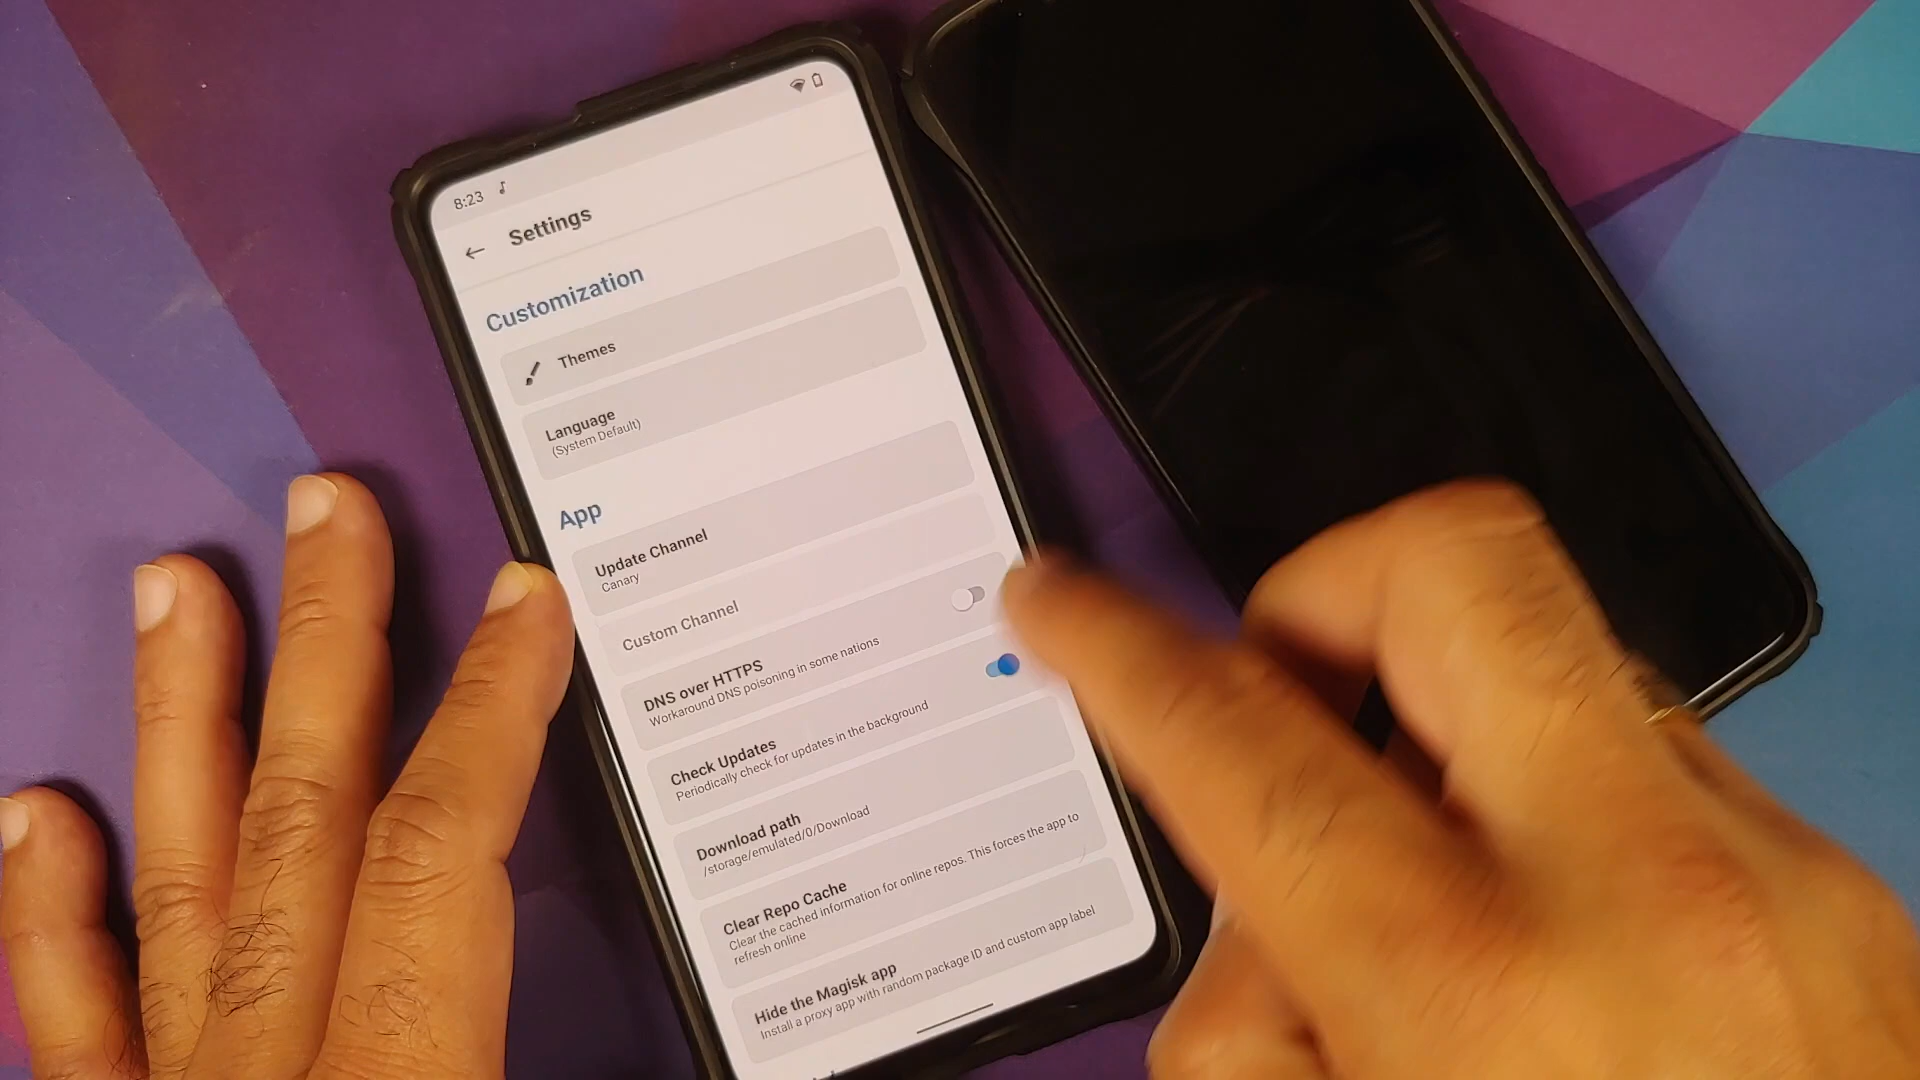 8:23
Settings
Customization
Themes
Language
(System Default)
App
Update Channel
Canary
Custom Channel
DNS over HTTPS
Workaround DNS poisoning in some nations
Check Updates
Periodically check for updates in the background
Download path
/storage/emulated/0/Download
Clear Repo Cache
Clear the cached information for online repos. This forces the app to
refresh online
Hide the Magisk app
Install a proxy app with random package ID and custom app label